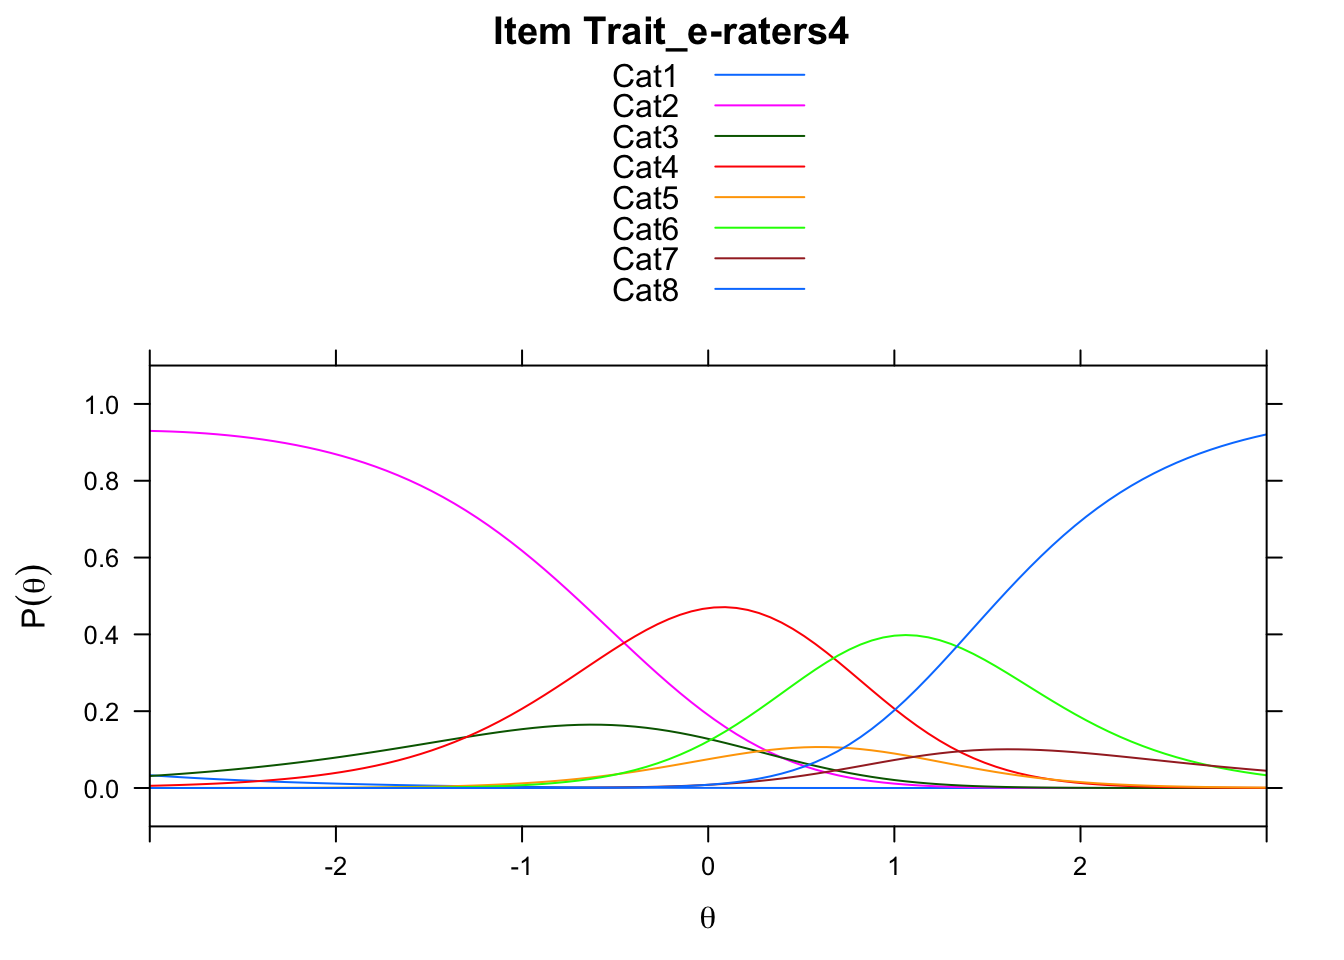 Item Trait_e-raters4
Cat1
Cat2
Cat3
Cat4
Cat5
Cat6
Cat7
Cat8
1.0
0.8
0.6
0.4
0.2
0.0
P(θ)
-2 -1 0 1 2
θ